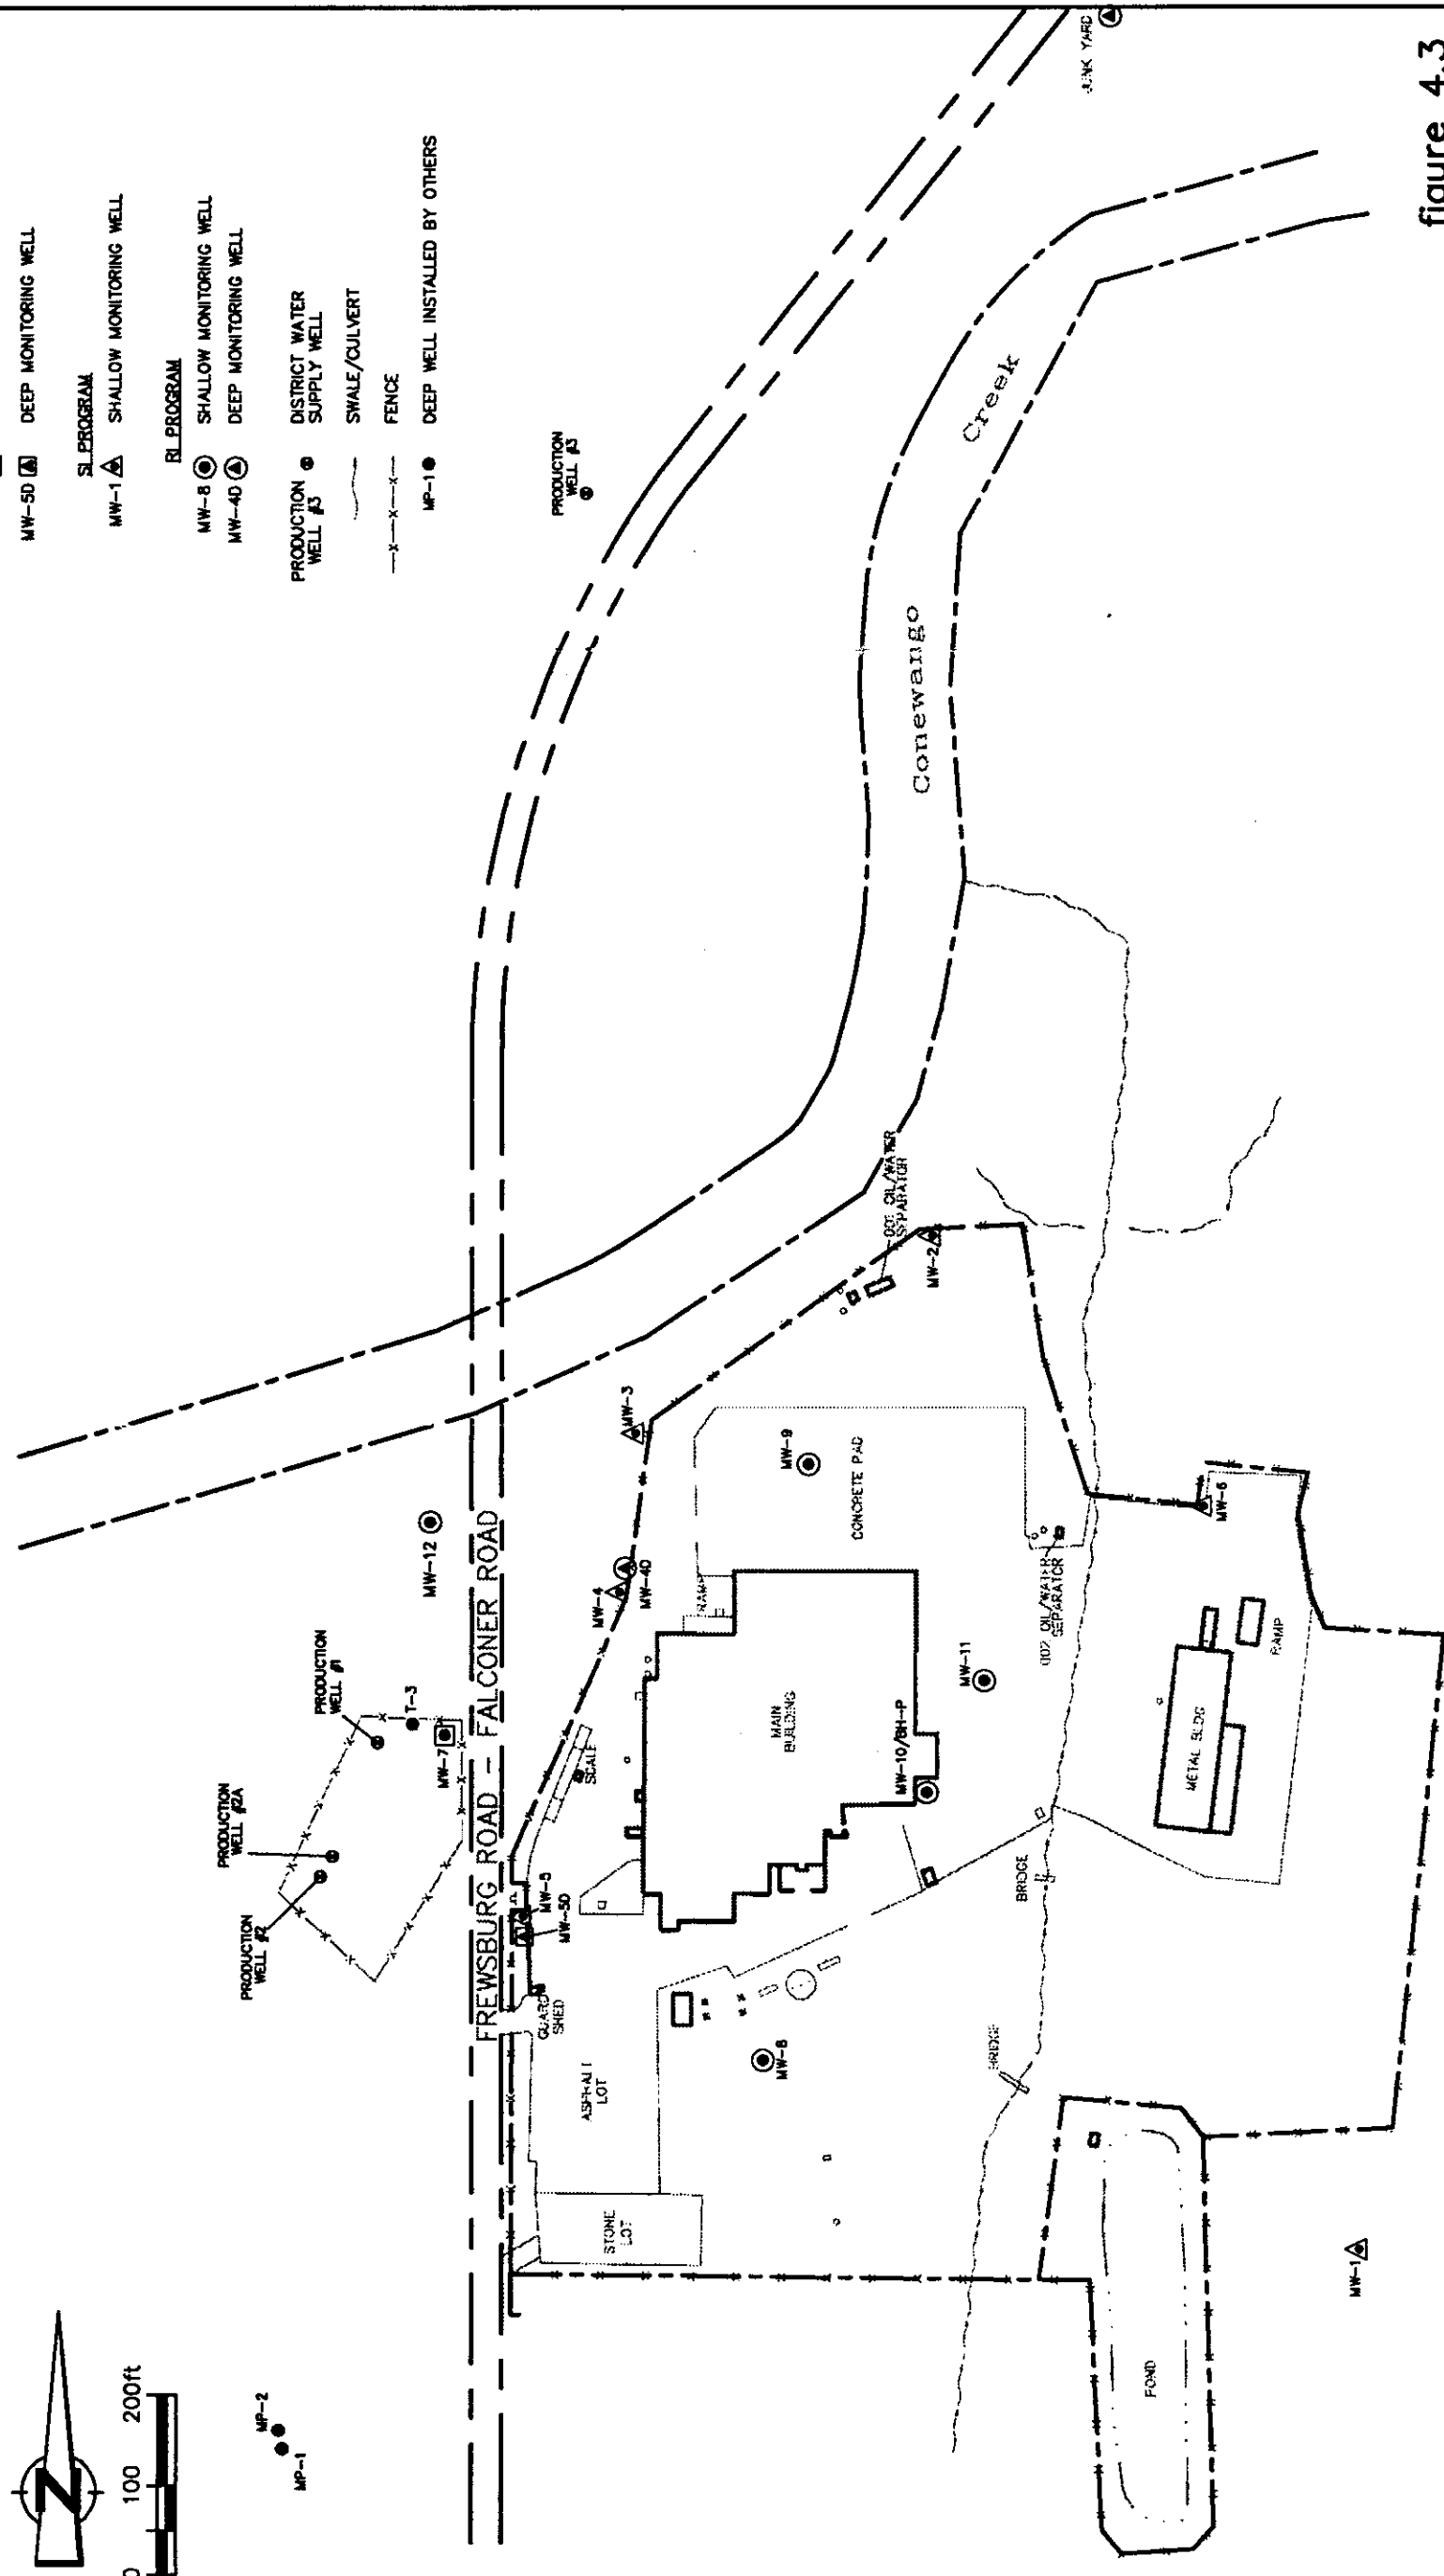 MW-5D DEEP MONITORING WELL
SI PROGRAM
MW-1 SHALLOW MONITORING WELL
RI PROGRAM
MW-8 SHALLOW MONITORING WELL
MW-4D DEEP MONITORING WELL
PRODUCTION
WELL #3
DISTRICT WATER
SUPPLY WELL
SWALE/CULVERT
—x—x—x— FENCE
MP-1 DEEP WELL INSTALLED BY OTHERS
JUNK YARD
figure 4.3
PRODUCTION
WELL #3
Conewango
Creek
001 OIL/WATER
SEPARATOR
MW-2
MW-3
MW-12
MW-4
MW-4D
MW-9
CONCRETE PAD
RAMP
MW-6
PRODUCTION
WELL #1
T-3
MW-7
PRODUCTION
WELL #2A
PRODUCTION
WELL #2
FREWSBURG ROAD - FALCONER ROAD
SCALE
MAIN
BUILDING
MW-11
MW-10/BH-P
002 OIL/WATER
SEPARATOR
METAL BLDG
RAMP
MW-5
MW-5D
GUARD
SHED
BRIDGE
BRIDGE
MW-8
ASPHALT
LOT
STONE
LOT
POND
MW-1
MP-2
MP-1
N
0 100 200ft